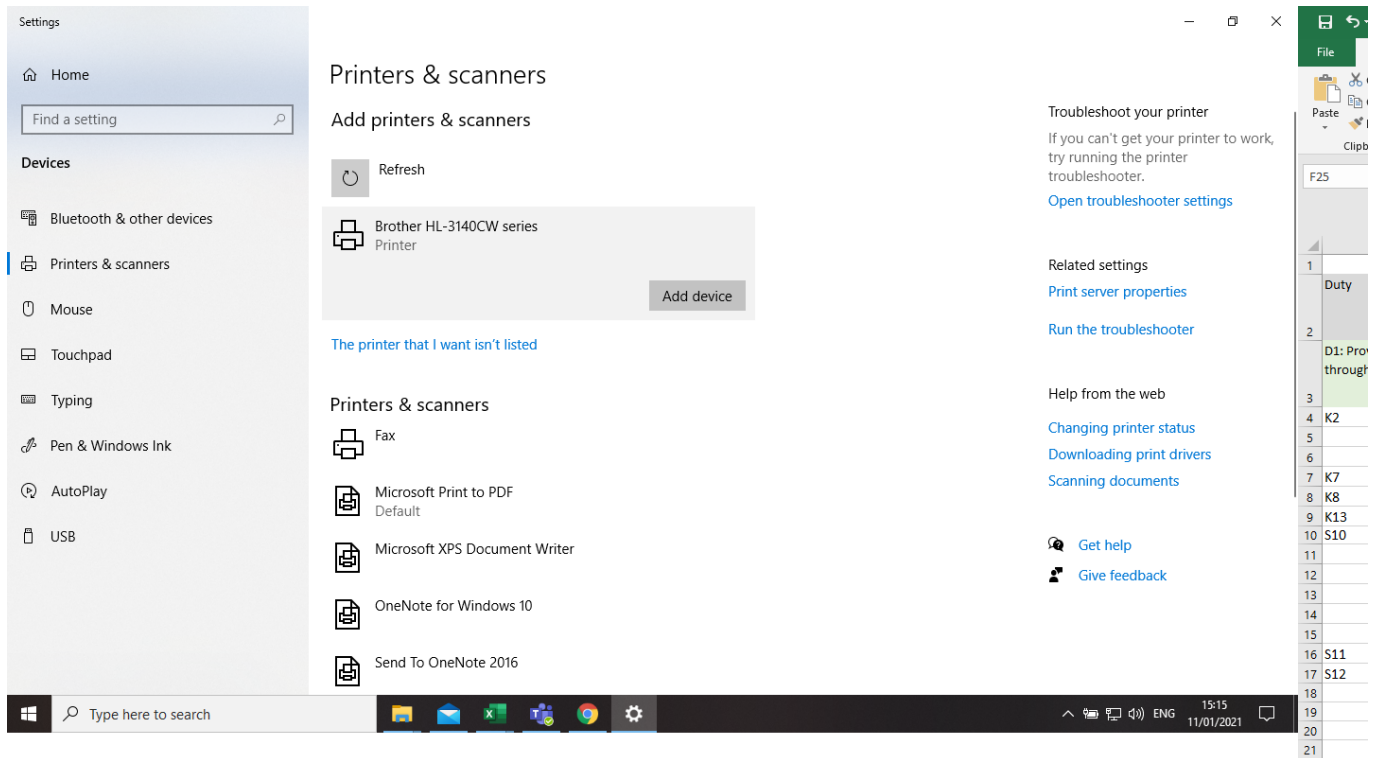 Settings
Home
Find a setting
Devices
Bluetooth & other devices
Printers & scanners
Mouse
Touchpad
Typing
Pen & Windows Ink
AutoPlay
USB
Printers & scanners
Add printers & scanners
Refresh
Brother HL-3140CW series
Printer
Add device
The printer that I want isn't listed
Printers & scanners
Fax
Microsoft Print to PDF
Default
Microsoft XPS Document Writer
OneNote for Windows 10
Send To OneNote 2016
Troubleshoot your printer
If you can't get your printer to work,
try running the printer
troubleshooter.
Open troubleshooter settings
Related settings
Print server properties
Run the troubleshooter
Help from the web
Changing printer status
Downloading print drivers
Scanning documents
Get help
Give feedback
Type here to search
ENG
15:15
11/01/2021
File
Paste
Clipb
F25
1
Duty
2
D1: Pro
through
3
4 K2
5
6
7 K7
8 K8
9 K13
10 S10
11
12
13
14
15
16 S11
17 S12
18
19
20
21